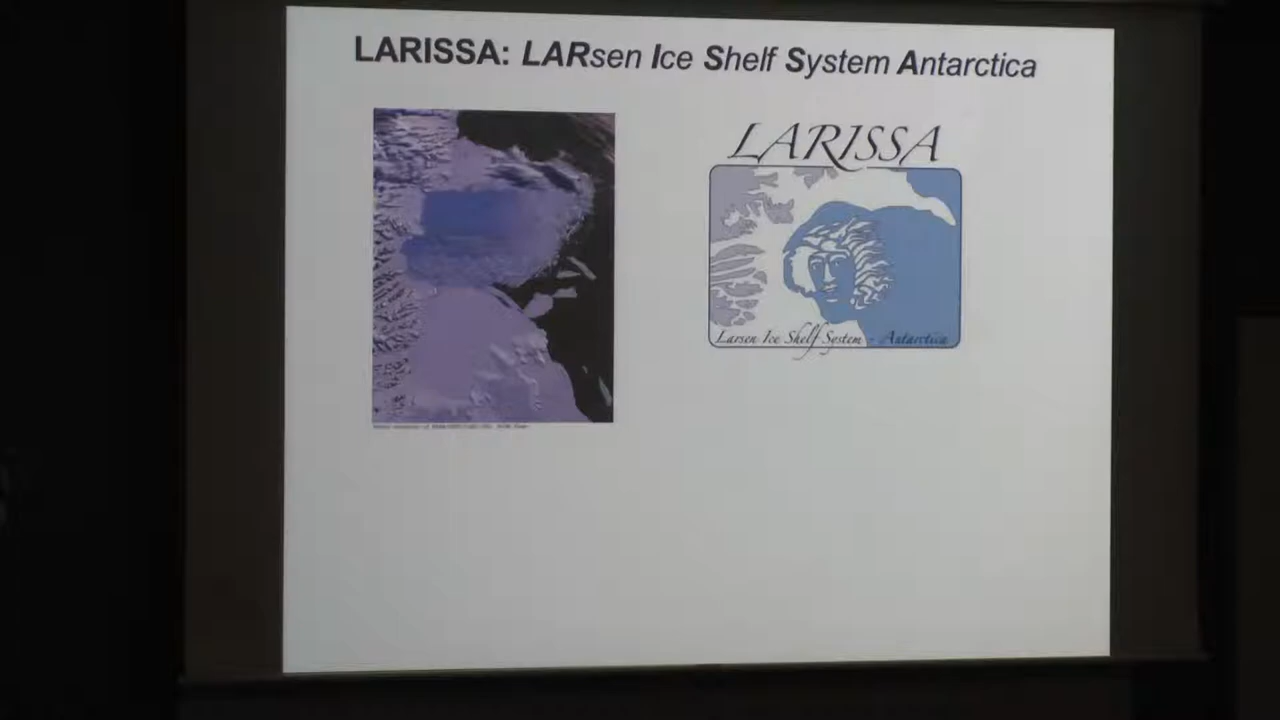 LARISSA: LARsen Ice Shelf System Antarctica
LARISSA
Larsen Ice Shelf System - Antarctica